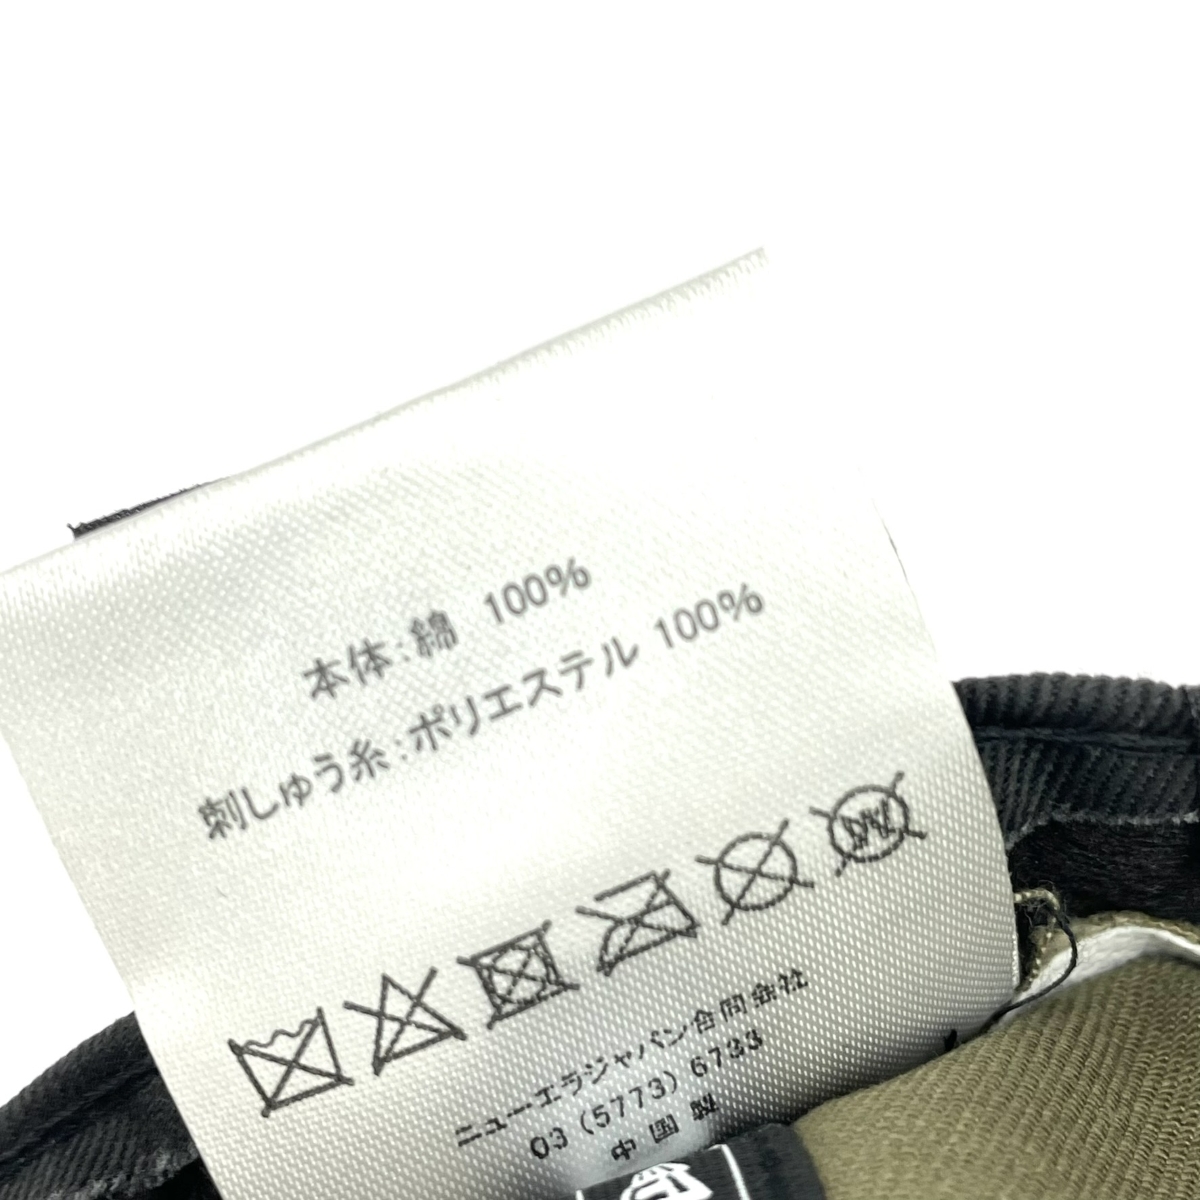 本体:綿 100%
刺しゅう糸:ポリエステル 100%
ニューエラジャパン合同会社
03 (5773) 6733
中国製